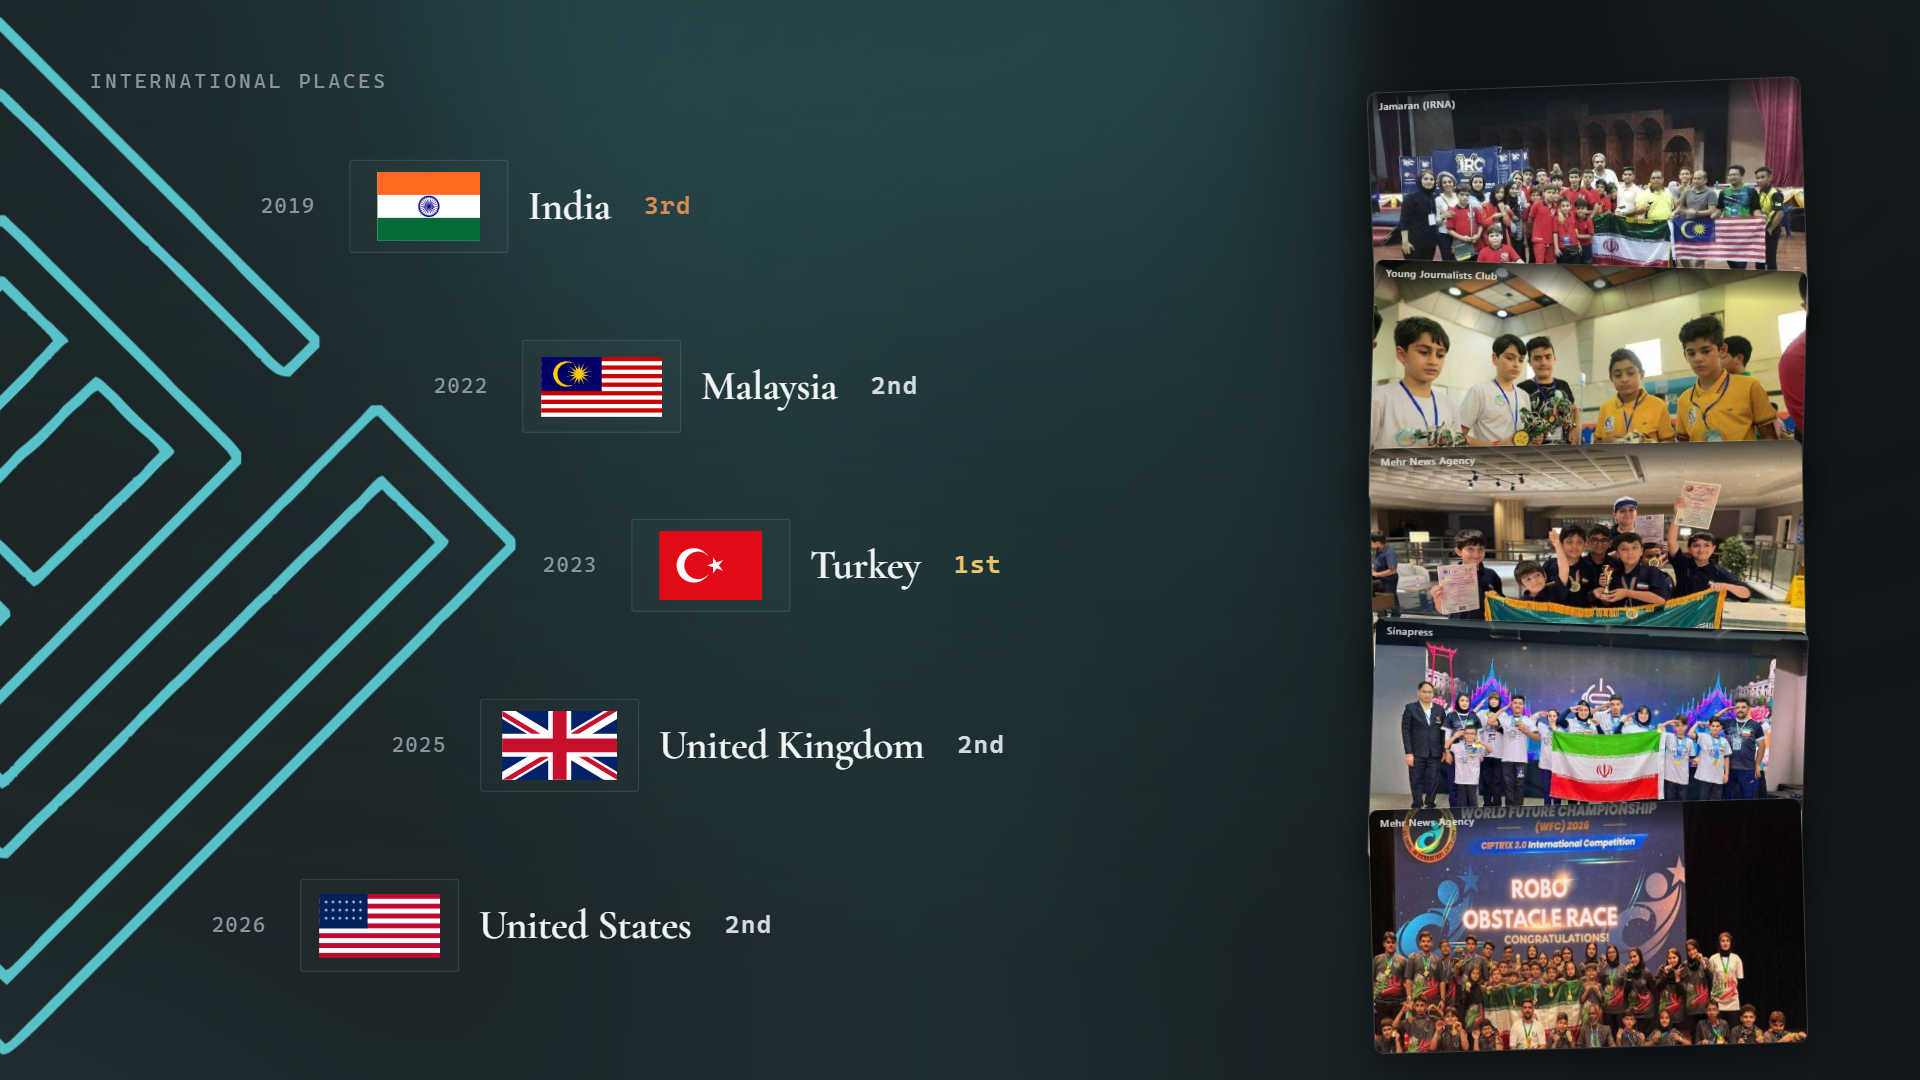 INTERNATIONAL PLACES
2019 India 3rd
2022 Malaysia 2nd
2023 Turkey 1st
2025 United Kingdom 2nd
2026 United States 2nd
Jamaran (IRNA)
IRC
Young Journalists Club
Mehr News Agency
Sinapress
Mehr News Agency
WORLD FUTURE CHAMPIONSHIP
(WFC) 2026
CIPTR1X 2.0 International Competition
ROBO
OBSTACLE RACE
CONGRATULATIONS!